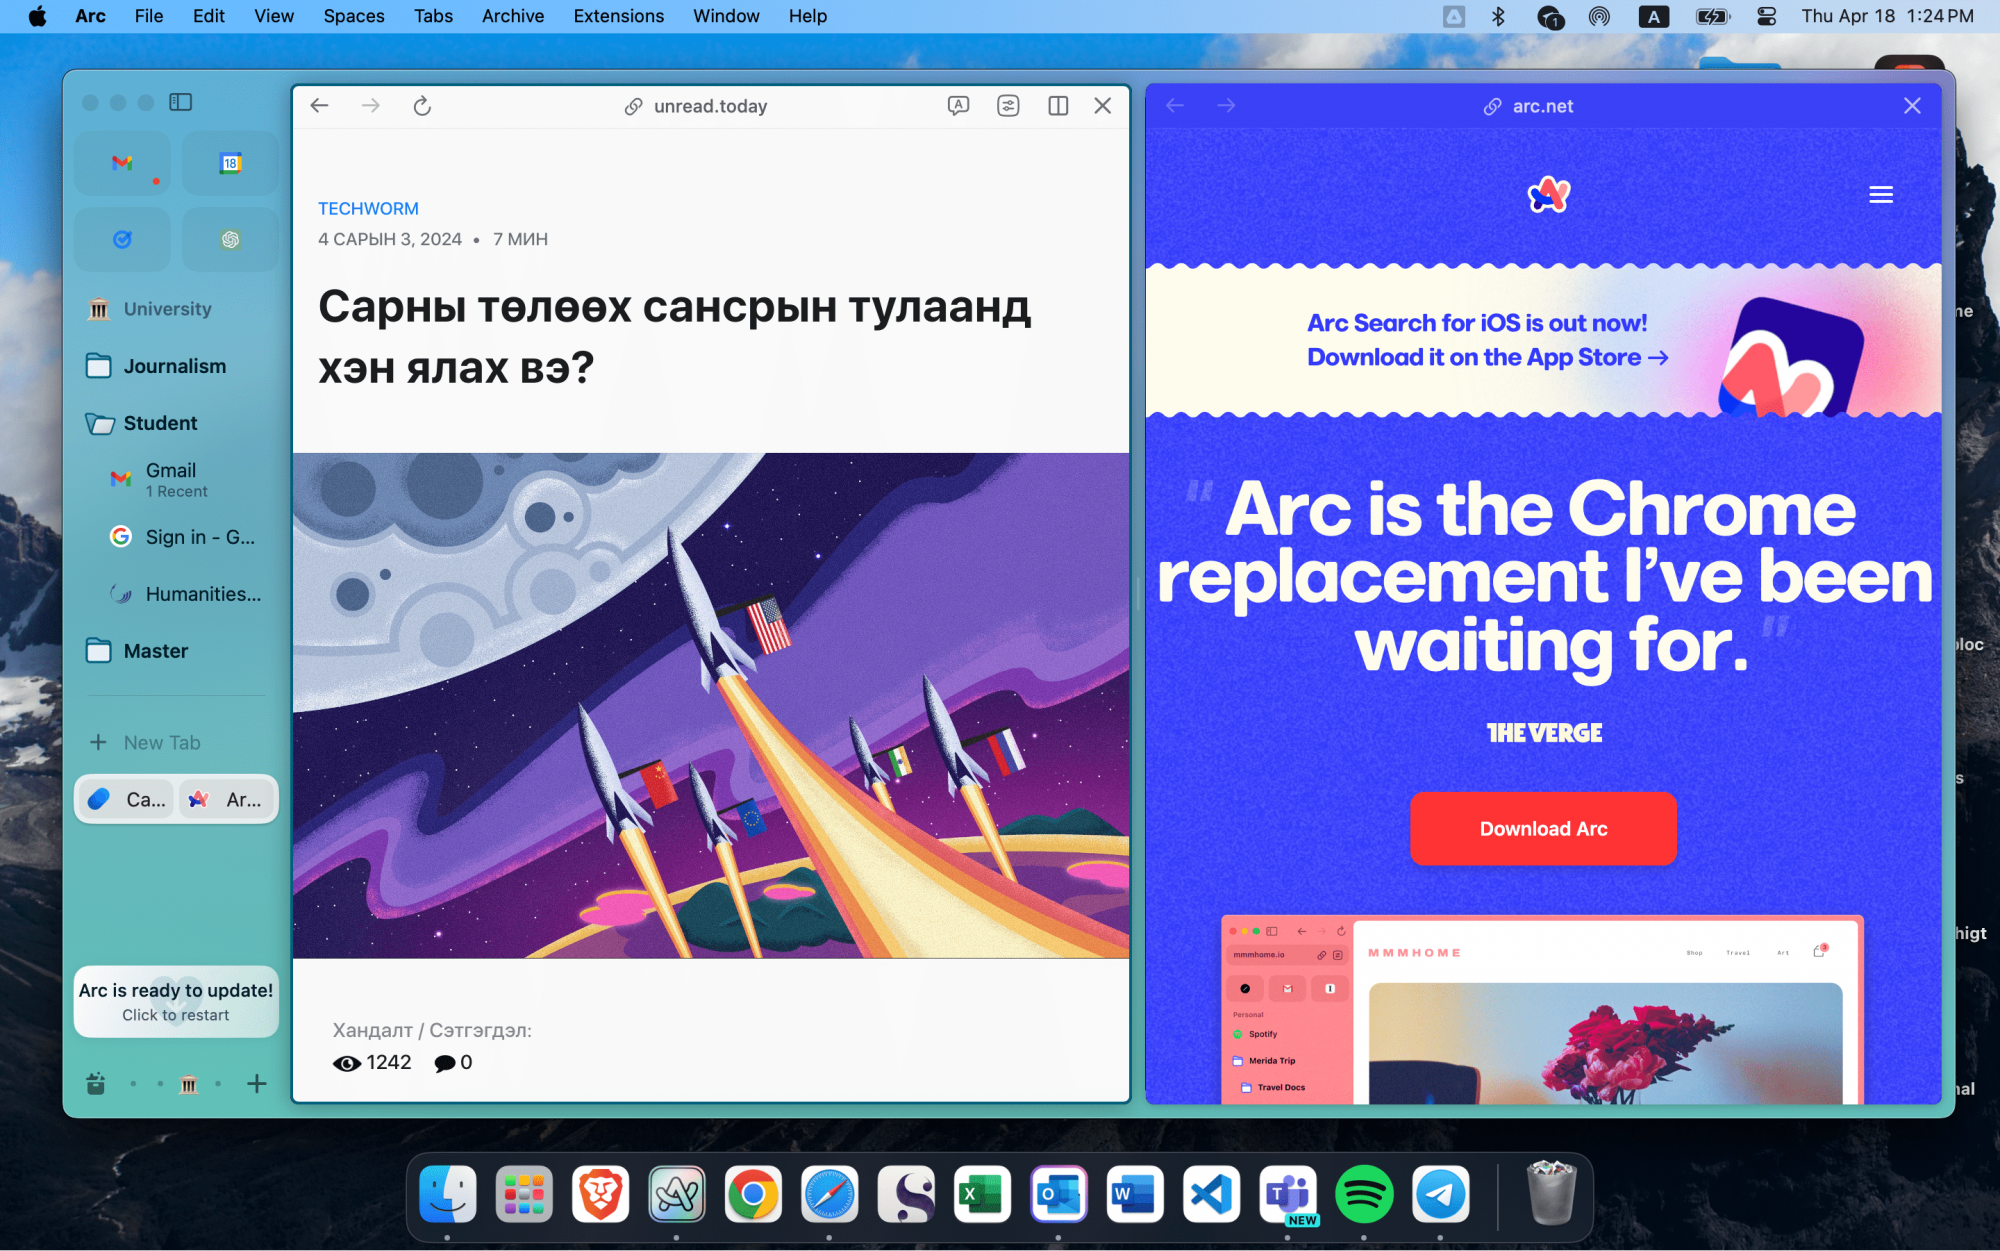 Arc File Edit View Spaces Tabs Archive Extensions Window Help
1 A Thu Apr 18 1:24 PM
18
University
Journalism
Student
Gmail
1 Recent
Sign in - G...
Humanities...
Master
New Tab
Ca... Ar...
Arc is ready to update!
Click to restart
unread.today
TECHWORM
4 САРЫН 3, 2024 • 7 МИН
Сарны төлөөх сансрын тулаанд
хэн ялах вэ?
Хандалт / Сэтгэгдэл:
1242 0
arc.net
Arc Search for iOS is out now!
Download it on the App Store →
"Arc is the Chrome
replacement I’ve been
waiting for."
THE VERGE
Download Arc
mmmhome.io
Personal
Spotify
Merida Trip
Travel Docs
MMMHOME
Shop Travel Art 3
ne
loc
s
higt
nal
X O W T NEW